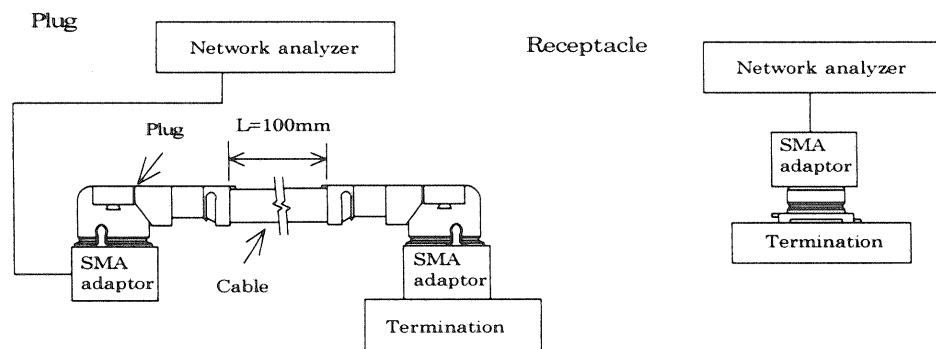 Plug
Network analyzer
L=100mm
Plug
SMA
adaptor
Cable
SMA
adaptor
Termination
Receptacle
Network analyzer
SMA
adaptor
Termination